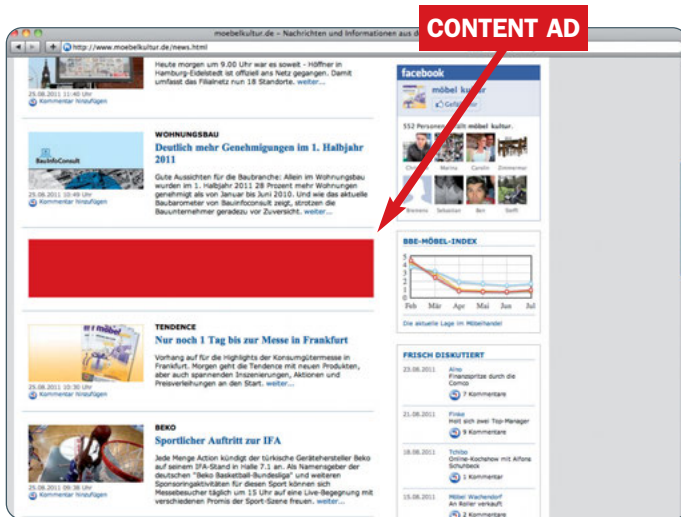 CONTENT AD
moebelkultur.de – Nachrichten und Informationen aus de
http://www.moebelkultur.de/news.html
Heute morgen um 9.00 Uhr war es soweit - Höffner in
Hamburg-Eidelstedt ist offiziell ans Netz gegangen. Damit
umfasst das Filialnetz nun 18 Standorte. weiter...
25.08.2011 11:40 Uhr
Kommentar hinzufügen
WOHNUNGSBAU
Deutlich mehr Genehmigungen im 1. Halbjahr
2011
BauInfoConsult
Gute Aussichten für die Baubranche: Allein im Wohnungsbau
wurden im 1. Halbjahr 2011 28 Prozent mehr Wohnungen
genehmigt als von Januar bis Juni 2010. Und wie das aktuelle
Baubarometer von Bauinfoconsult zeigt, strotzen die
Bauunternehmer geradezu vor Zuversicht. weiter...
25.08.2011 10:48 Uhr
Kommentar hinzufügen
TENDENCE
Nur noch 1 Tag bis zur Messe in Frankfurt
möbel
Vorhang auf für die Highlights der Konsumgütermesse in
Frankfurt. Morgen geht die Tendence mit neuen Produkten,
aber auch spannenden Inszenierungen, Aktionen und
Preisverleihungen an den Start. weiter...
25.08.2011 10:30 Uhr
Kommentar hinzufügen
BEKO
Sportlicher Auftritt zur IFA
Jede Menge Action kündigt der türkische Gerätehersteller Beko
auf seinem IFA-Stand in Halle 7.1 an. Als Namensgeber der
deutschen "Beko Basketball-Bundesliga" und weiteren
Sponsoringaktivitäten für diesen Sport können sich
Messebesucher täglich um 15 Uhr auf eine Live-Begegnung mit
verschiedenen Promis der Sport-Szene freuen. weiter...
25.08.2011 09:38 Uhr
Kommentar hinzufügen
facebook
möbel kultur
Gefällt
552 Personen gefällt möbel kultur.
Marina Carolin Zimmermar
Bremens Sebastian Ben Steffi
BBE-MÖBEL-INDEX
5
4
3
2
1
0
Feb Mär Apr Mai Jun Jul
Die aktuelle Lage im Möbelhandel
FRISCH DISKUTIERT
23.08.2011 Alno
Finanzspritze durch die
Comco
7 Kommentare
21.08.2011 Finke
Holt sich zwei Top-Manager
9 Kommentare
18.08.2011 Tchibo
Online-Kochshow mit Alfons
Schuhbeck
1 Kommentar
15.08.2011 Möbel Wachendorf
An Roller verkauft
2 Kommentare